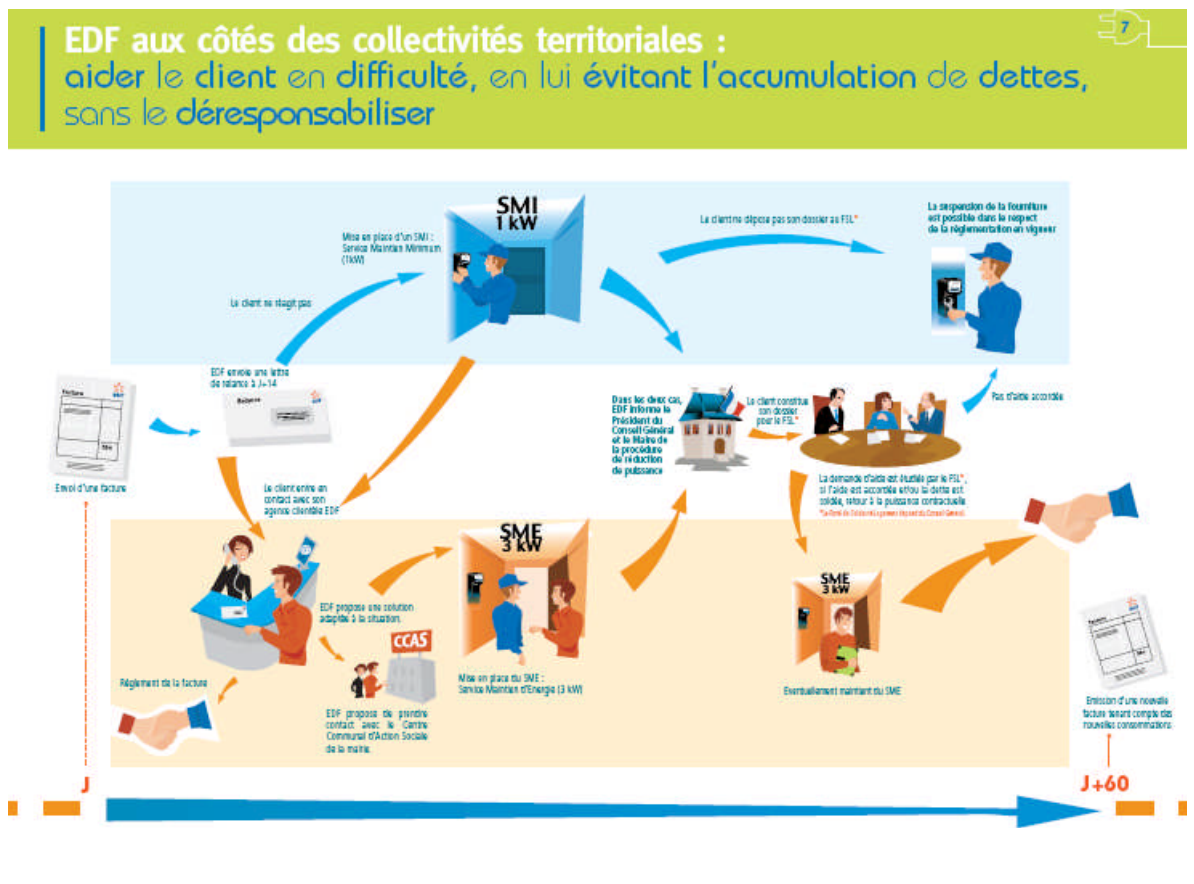 7
EDF aux côtés des collectivités territoriales :
aider le client en difficulté, en lui évitant l'accumulation de dettes,
sans le déresponsabiliser
SMI
1 kW
Mise en place d'un SMI :
Service Maintien Minimum
(1kW)
Le client ne réagit pas
Le client ne dépose pas son dossier au FSL*
La suspension de la fourniture
est possible dans le respect
de la réglementation en vigueur
EDF envoie une lettre
de relance à J+14
Facture
Relance
Envoi d'une facture
Le client entre en
contact avec son
agence clientèle EDF
Dans les deux cas,
EDF informe le
Président du
Conseil Général
et le Maire de
la procédure
de réduction
de puissance
Le client constitue
son dossier
pour le FSL*
Pas d'aide accordée
La demande d'aide est étudiée par le FSL*,
si l'aide est accordée et/ou la dette est
soldée, retour à la puissance contractuelle
SME
3 kW
EDF propose une solution
adaptée à la situation.
CCAS
Mise en place du SME :
Service Maintien d'Energie (3 kW)
EDF propose de prendre
contact avec le Centre
Communal d'Action Sociale
de la mairie.
Règlement de la facture
SME
3 kW
Eventuellement maintient du SME
Facture
Emission d'une nouvelle
facture tenant compte des
nouvelles consommations
J
J+60